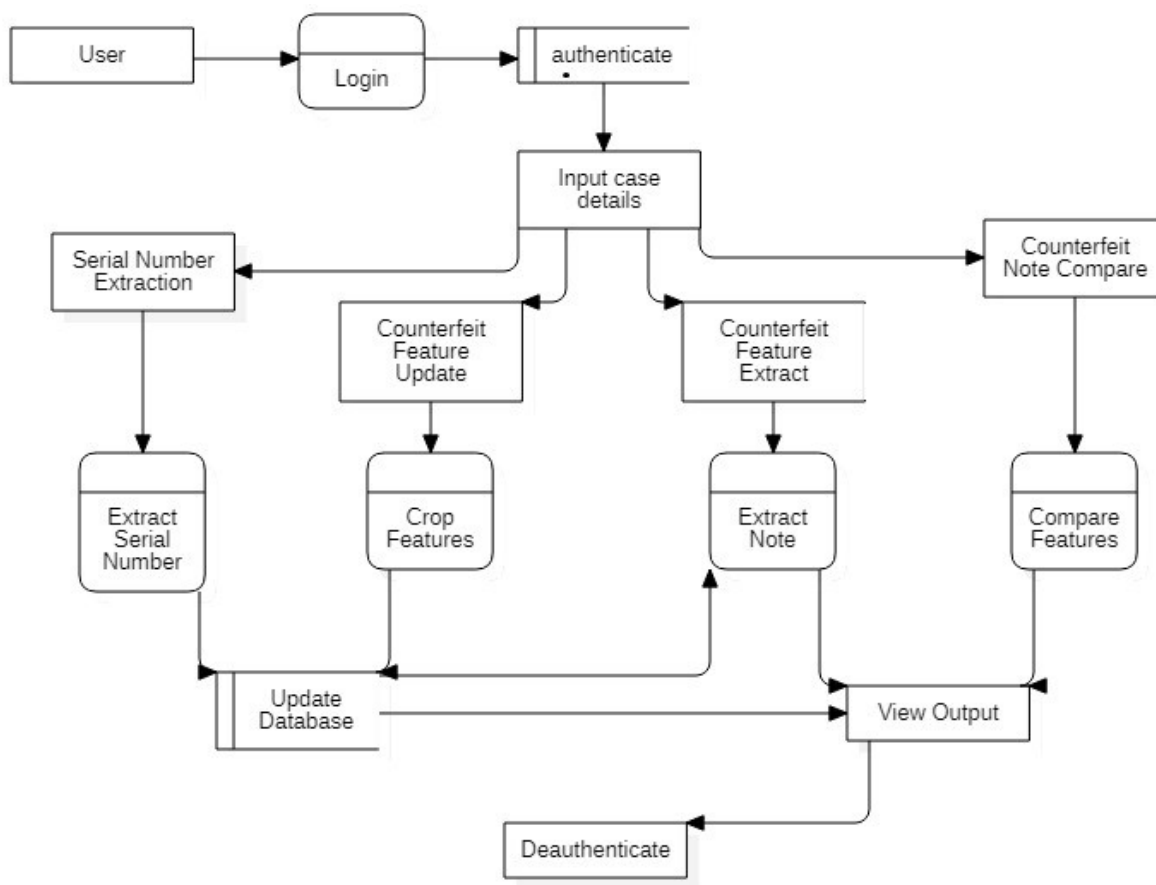 User
Login
authenticate
Input case
details
Serial Number
Extraction
Counterfeit
Note Compare
Counterfeit
Feature
Update
Counterfeit
Feature
Extract
Extract
Serial
Number
Crop
Features
Extract
Note
Compare
Features
Update
Database
View Output
Deauthenticate